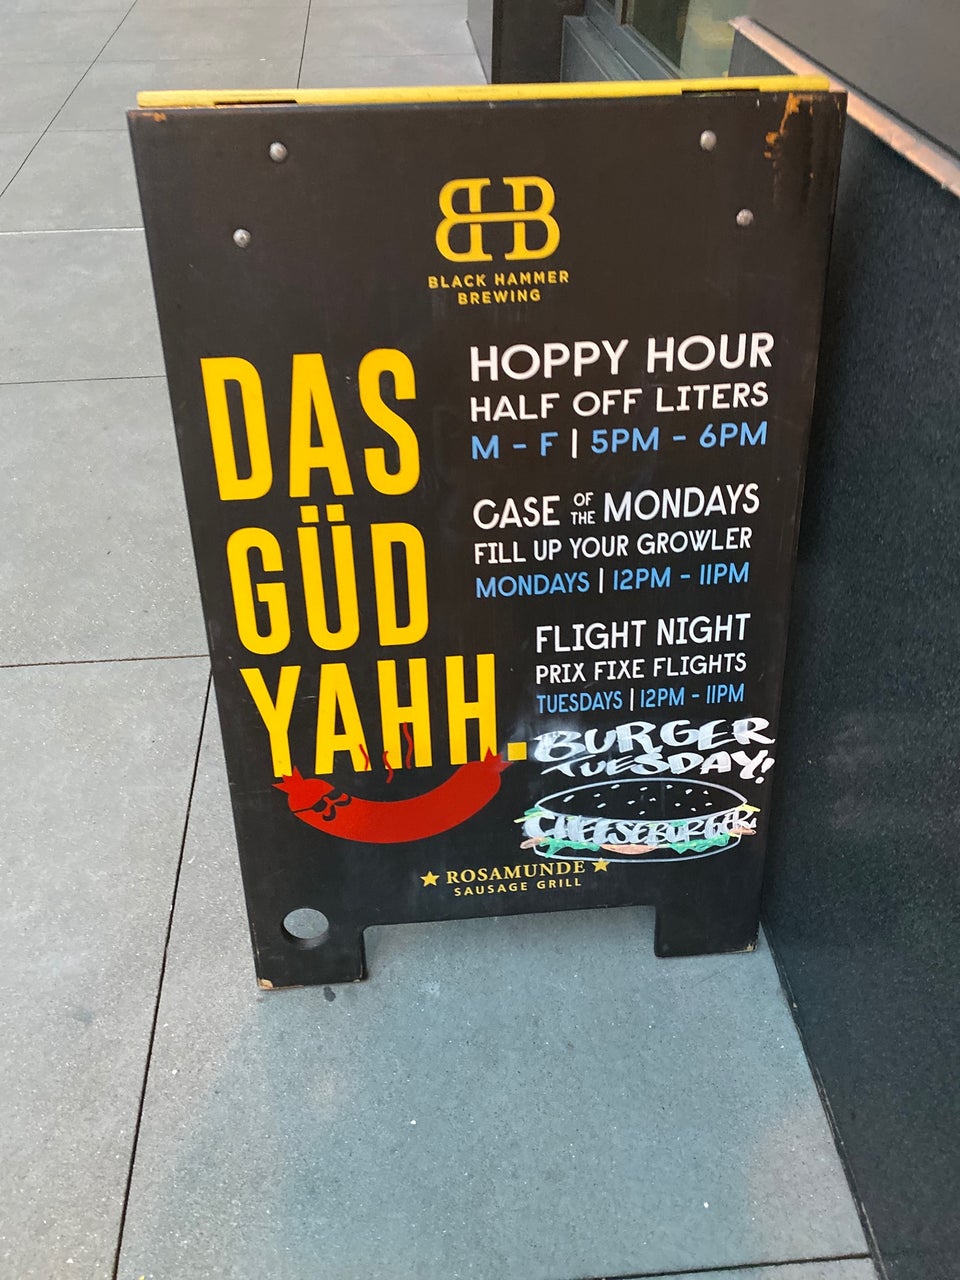 BHB
BLACK HAMMER
BREWING
DAS
GÜD
YAHH.
HOPPY HOUR
HALF OFF LITERS
M - F | 5PM - 6PM
CASE OF THE MONDAYS
FILL UP YOUR GROWLER
MONDAYS | 12PM - 11PM
FLIGHT NIGHT
PRIX FIXE FLIGHTS
TUESDAYS | 12PM - 11PM
BURGER
TUESDAY!
CHEESEBURGER
★ ROSAMUNDE ★
SAUSAGE GRILL